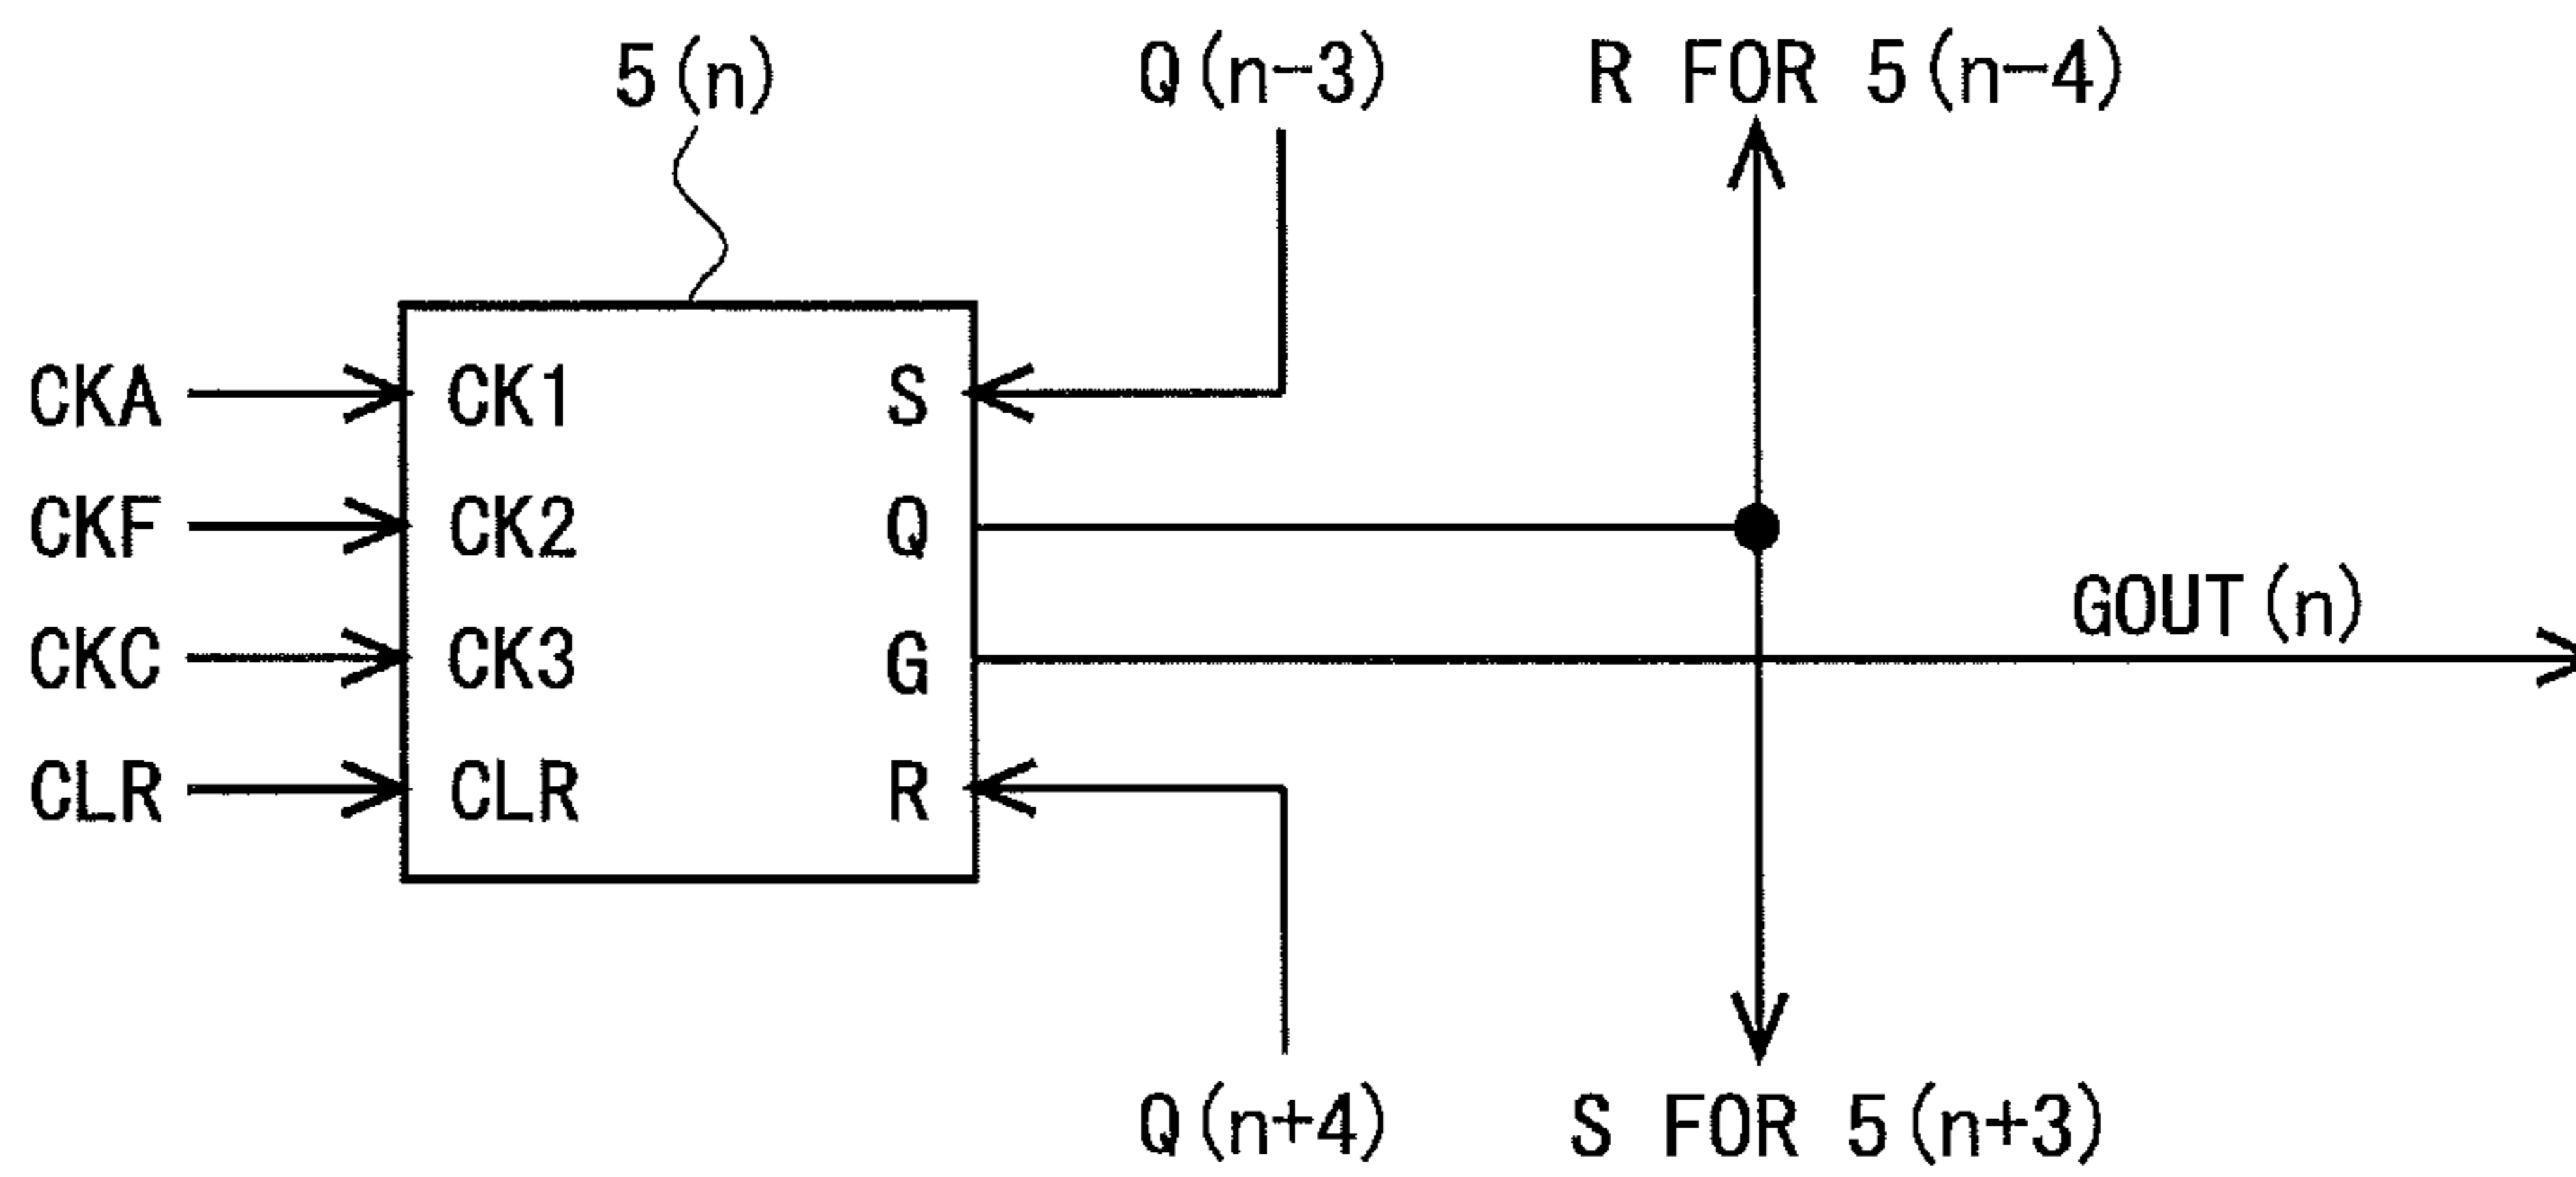 5(n) Q(n-3) R FOR 5(n-4)
CKA CK1 S
CKF CK2 Q
GOUT(n)
CKC CK3 G
CLR CLR R
Q(n+4) S FOR 5(n+3)